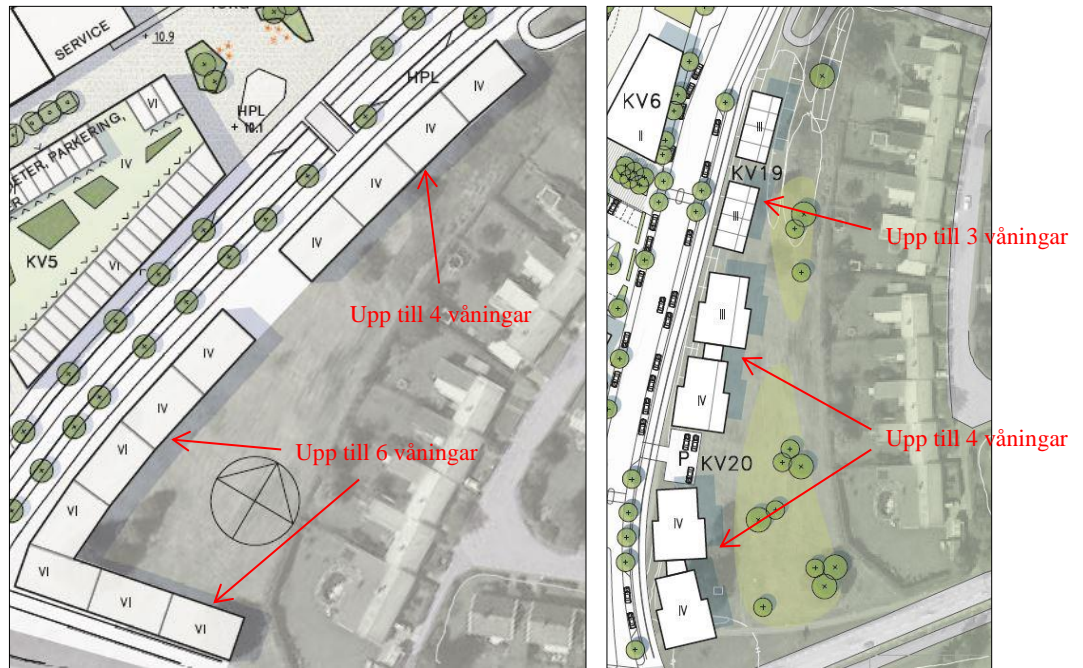 SERVICE
+ 10.9
HPL
HPL
+ 10.1
VI
IV
IV
IV
IV
ETER, PARKERING,
IV
KV5
VI
Upp till 4 våningar
IV
IV
VI
Upp till 6 våningar
VI
VI
VI
VI
KV6
II
III
KV19
III
Upp till 3 våningar
III
IV
Upp till 4 våningar
P
KV20
IV
IV